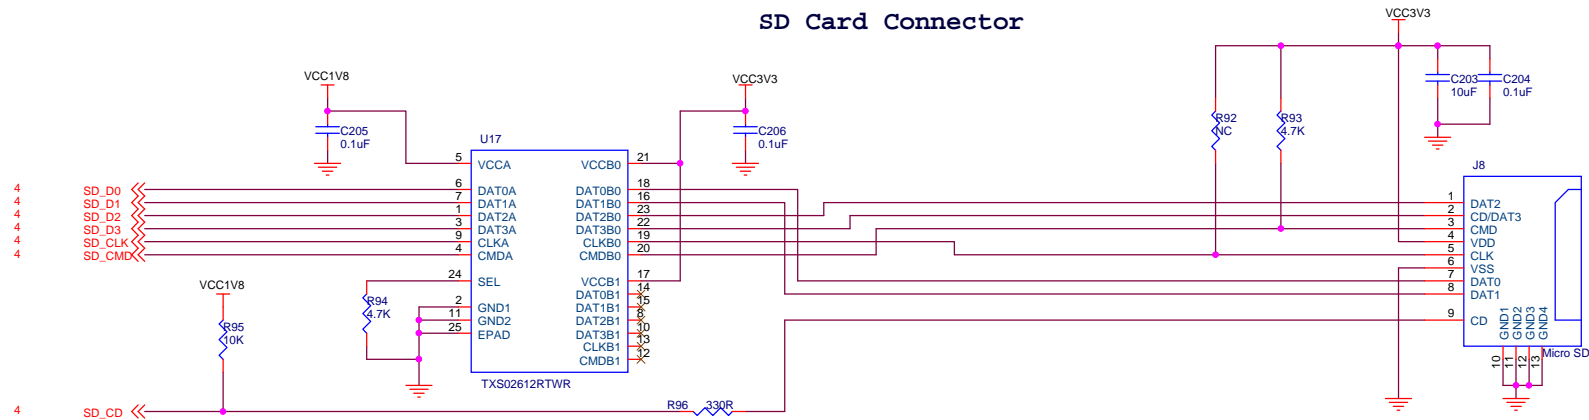 SD Card Connector
VCC3V3
VCC1V8
VCC3V3
C203
10uF
C204
0.1uF
C205
0.1uF
C206
0.1uF
R92
NC
R93
4.7K
U17
5 VCCA VCCB0 21
6 DAT0A DAT0B0 18
7 DAT1A DAT1B0 16
1 DAT2A DAT2B0 23
3 DAT3A DAT3B0 22
9 CLKA CLKB0 19
4 CMDA CMDB0 20
24 SEL VCCB1 17
DAT0B1 14
2 GND1 DAT1B1 15
11 GND2 DAT2B1 8
25 EPAD DAT3B1 10
CLKB1 13
CMDB1 12
TXS02612RTWR
4 SD_D0
4 SD_D1
4 SD_D2
4 SD_D3
4 SD_CLK
4 SD_CMD
VCC1V8
R95
10K
R94
4.7K
4 SD_CD
R96 330R
J8
1 DAT2
2 CD/DAT3
3 CMD
4 VDD
5 CLK
6 VSS
7 DAT0
8 DAT1
9 CD
GND1 GND2 GND3 GND4
10 11 12 13
Micro SD